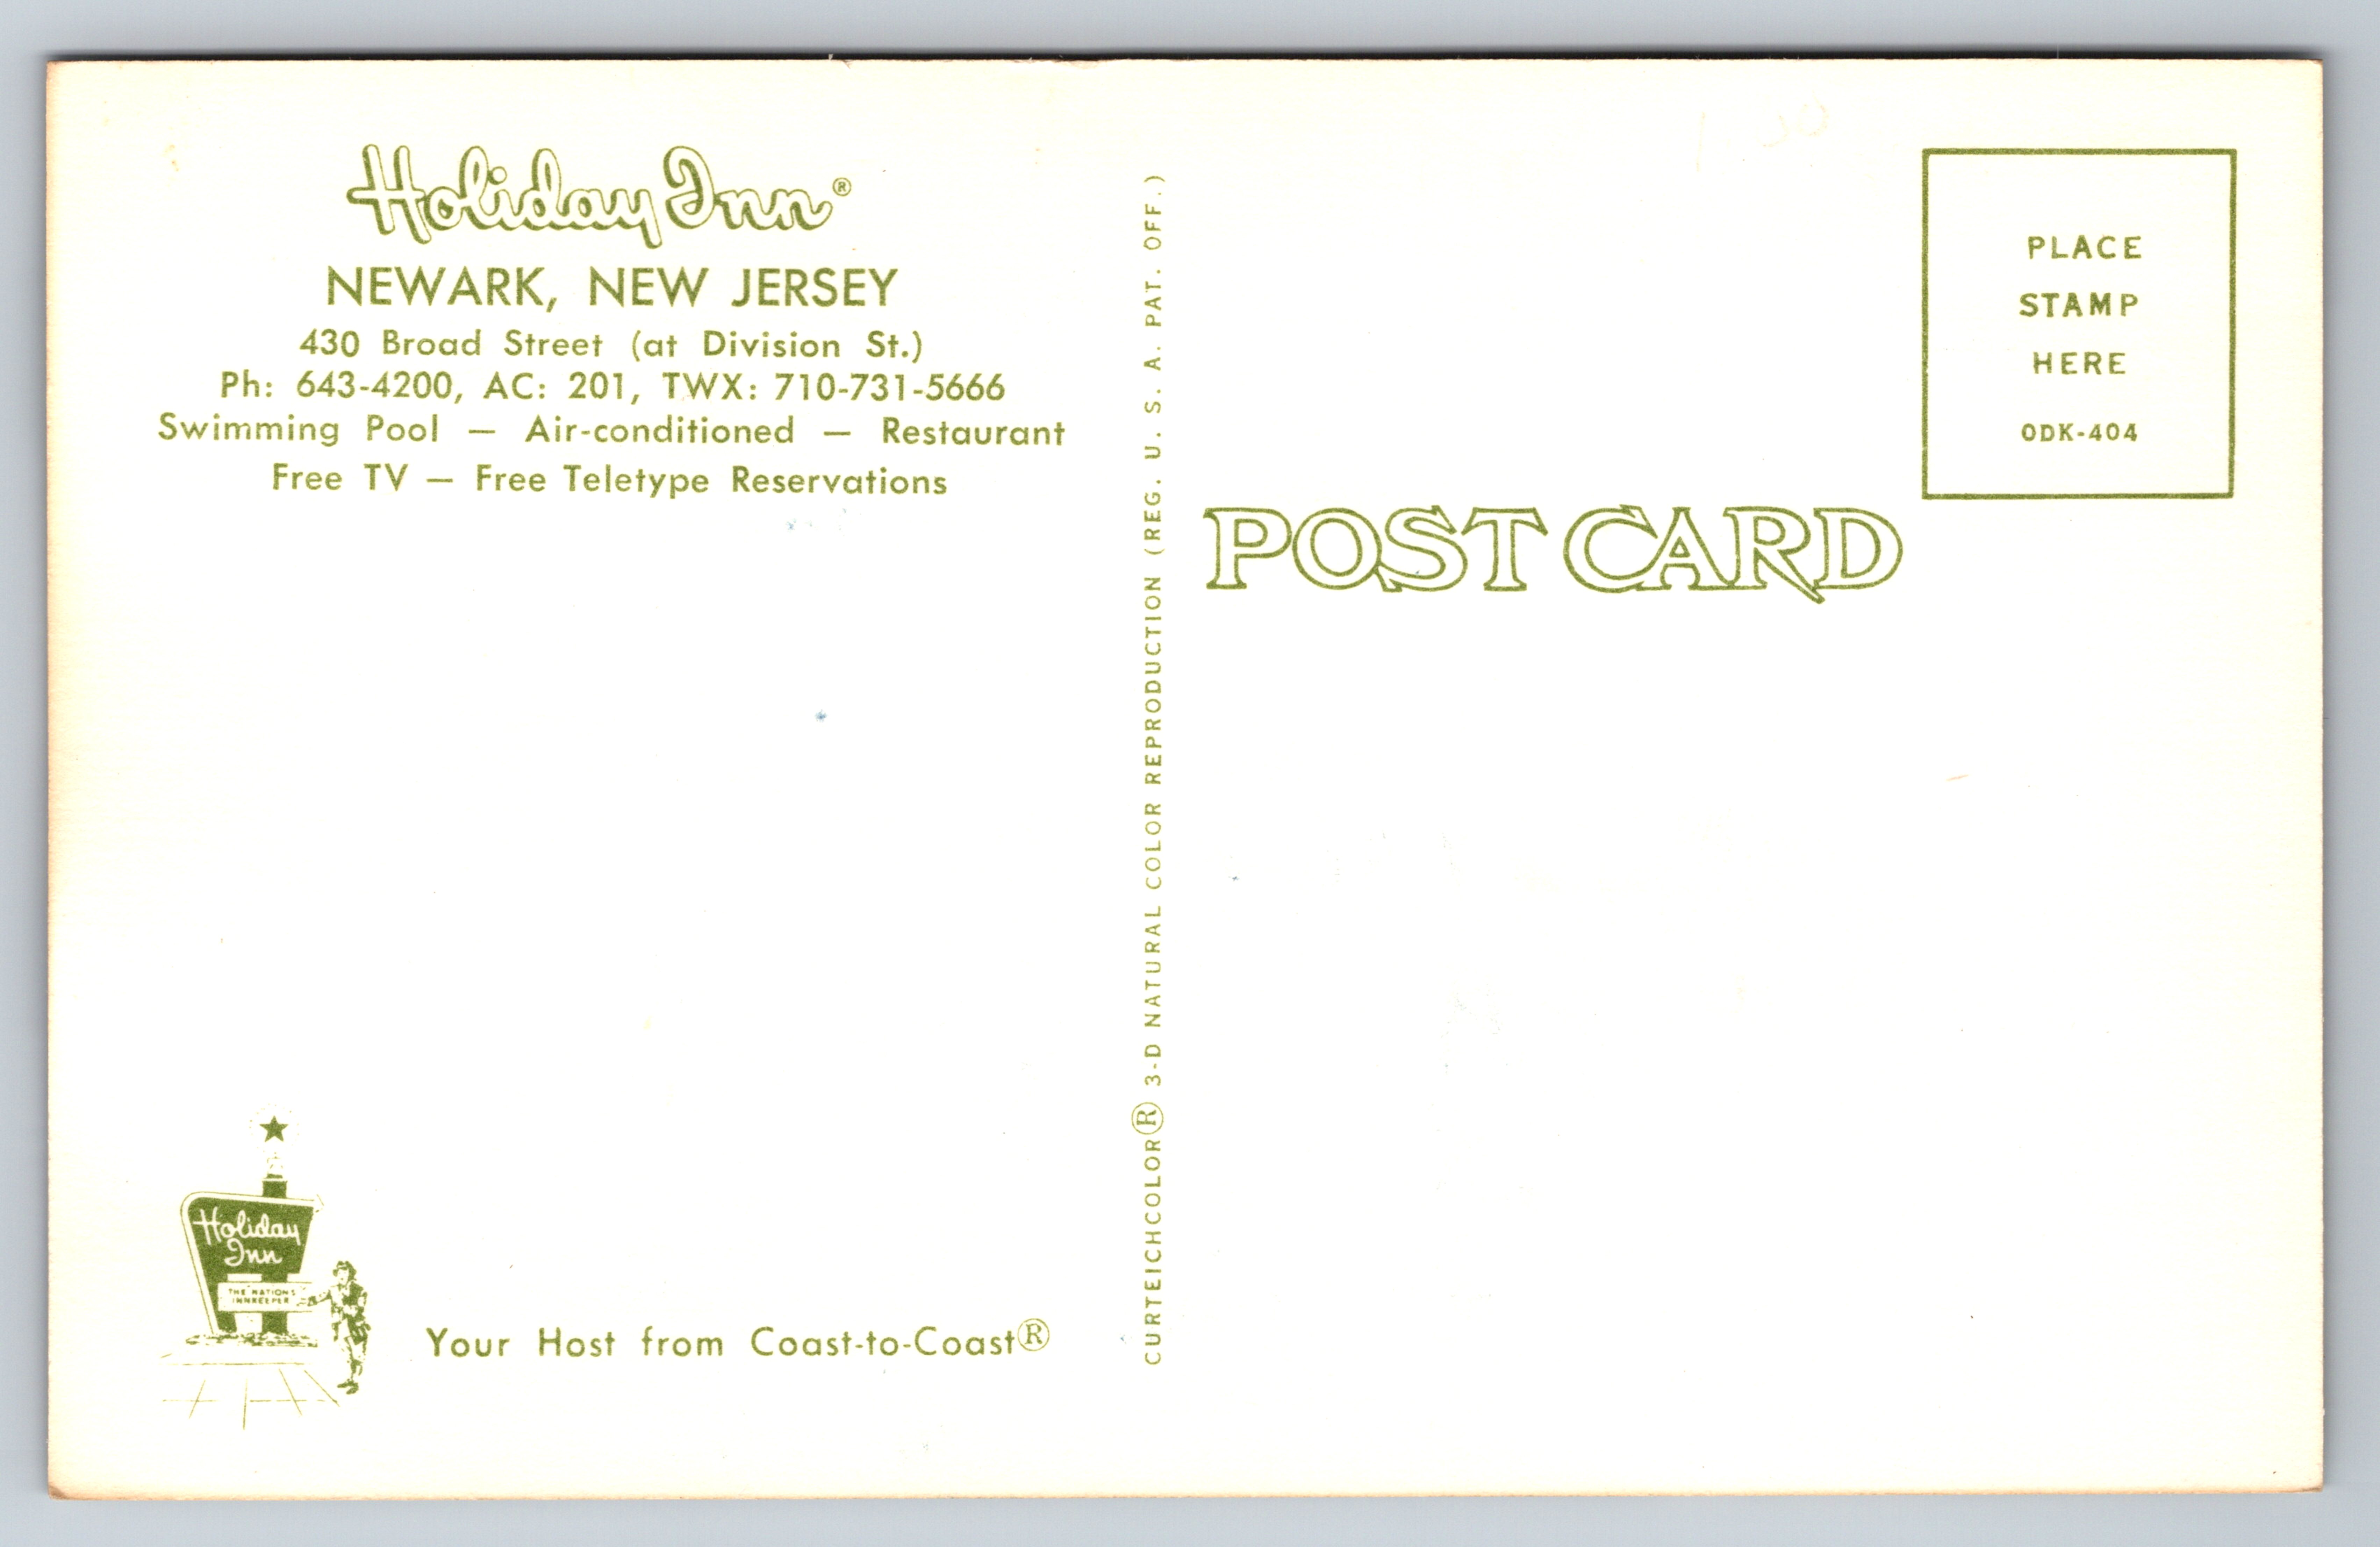 Holiday Inn®
NEWARK, NEW JERSEY
430 Broad Street (at Division St.)
Ph: 643-4200, AC: 201, TWX: 710-731-5666
Swimming Pool — Air-conditioned — Restaurant
Free TV — Free Teletype Reservations
Holiday
Inn
THE NATION'S
INNKEEPER
Your Host from Coast-to-Coast®
CURTEICHCOLOR® 3-D NATURAL COLOR REPRODUCTION (REG. U. S. A. PAT. OFF.)
PLACE
STAMP
HERE
ODK-404
POST CARD